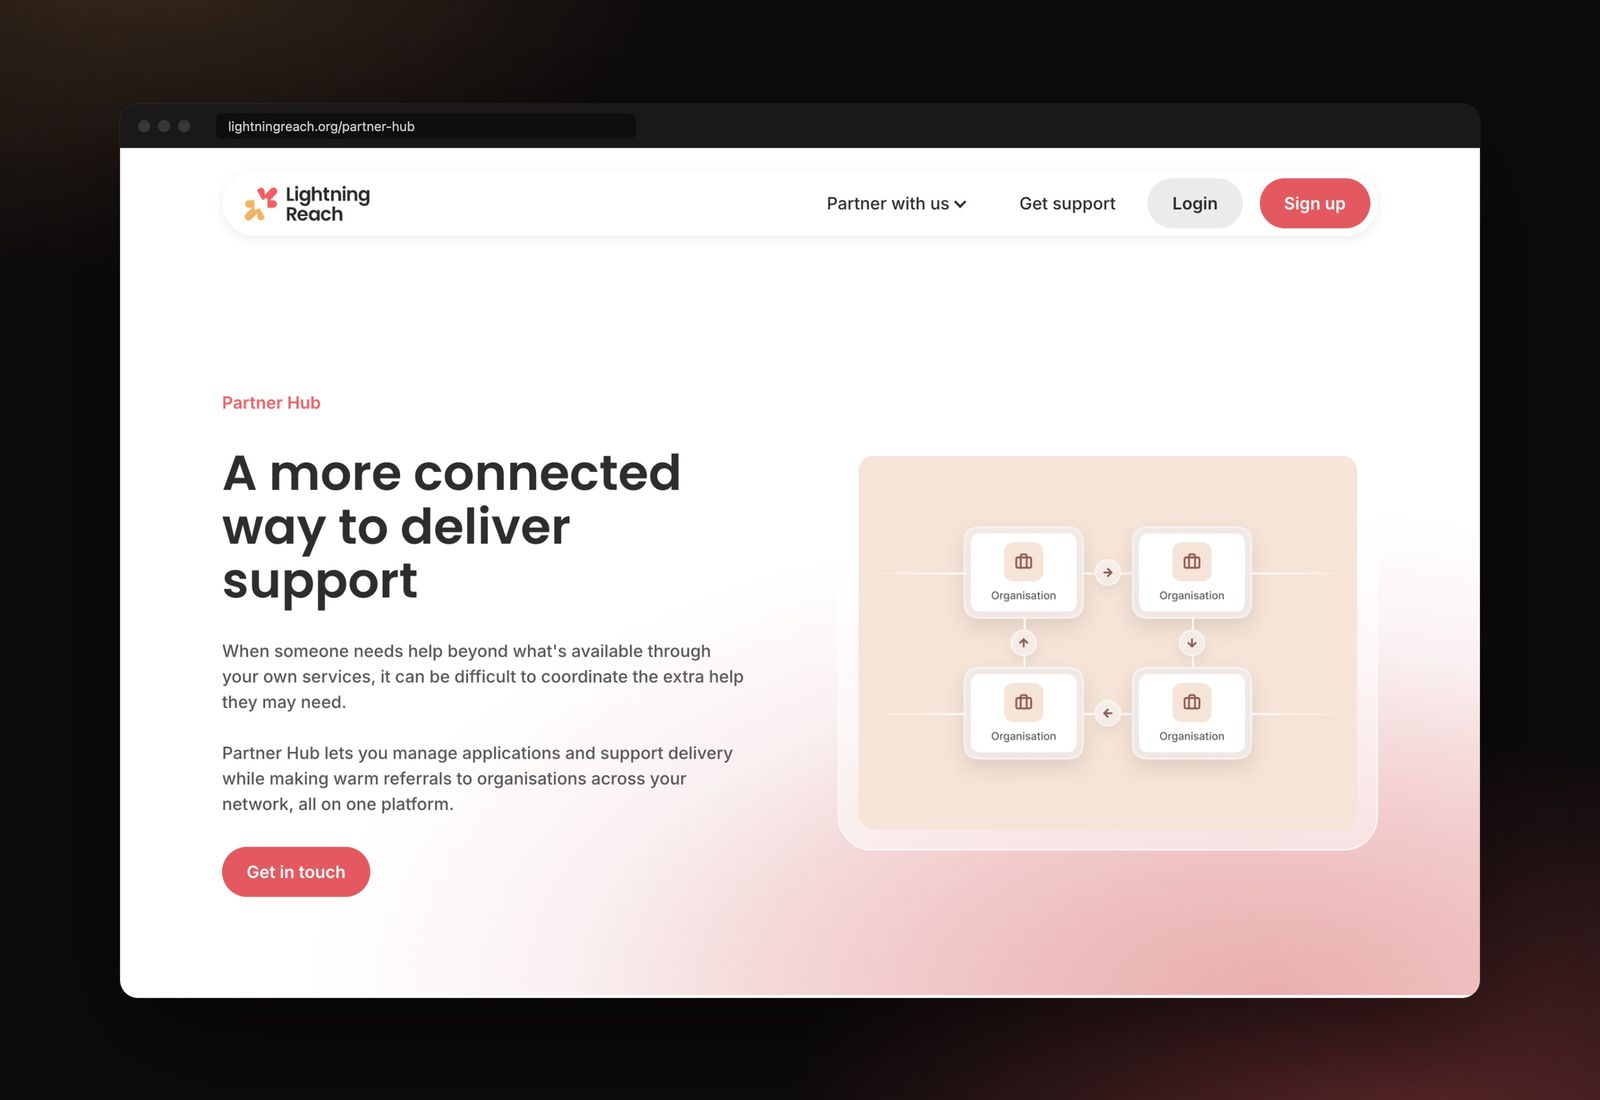 lightningreach.org/partner-hub
Lightning
Reach
Partner with us
Get support
Login
Sign up
Partner Hub
A more connected
way to deliver
support
When someone needs help beyond what's available through
your own services, it can be difficult to coordinate the extra help
they may need.
Partner Hub lets you manage applications and support delivery
while making warm referrals to organisations across your
network, all on one platform.
Get in touch
Organisation
Organisation
Organisation
Organisation